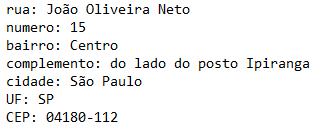 rua: João Oliveira Neto
numero: 15
bairro: Centro
complemento: do lado do posto Ipiranga
cidade: São Paulo
UF: SP
CEP: 04180-112